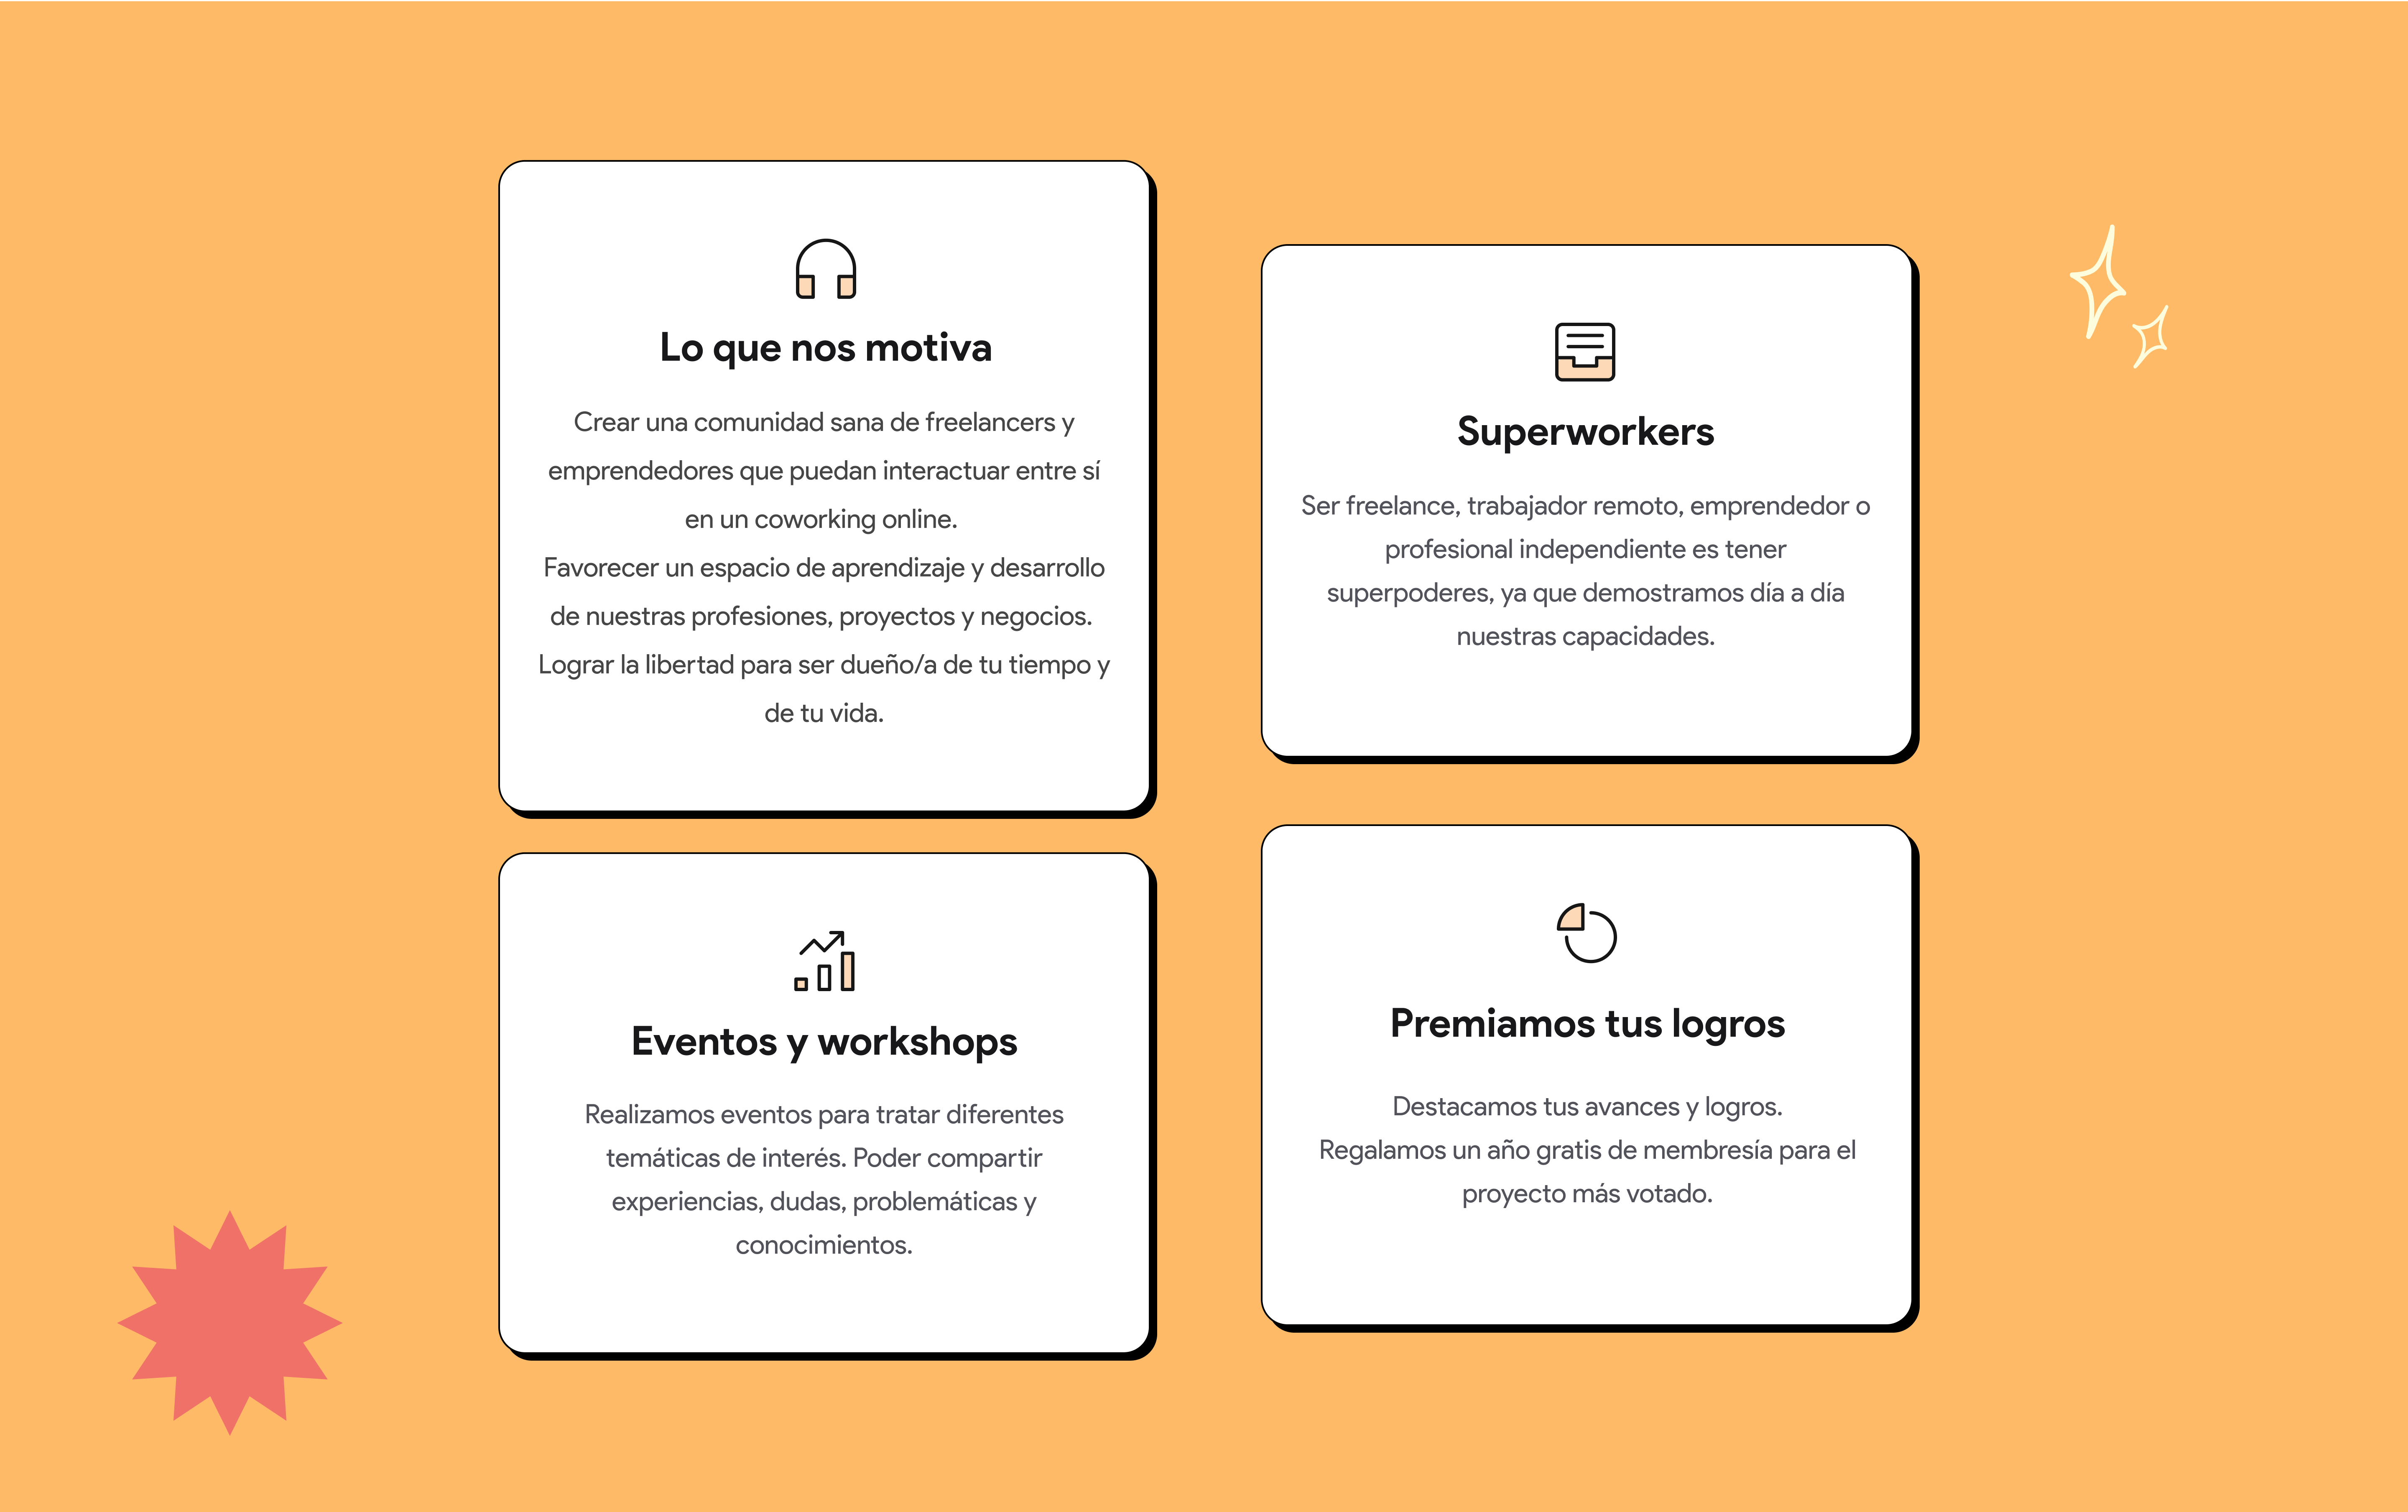 Lo que nos motiva
Crear una comunidad sana de freelancers y
emprendedores que puedan interactuar entre sí
en un coworking online.
Favorecer un espacio de aprendizaje y desarrollo
de nuestras profesiones, proyectos y negocios.
Lograr la libertad para ser dueño/a de tu tiempo y
de tu vida.
Superworkers
Ser freelance, trabajador remoto, emprendedor o
profesional independiente es tener
superpoderes, ya que demostramos día a día
nuestras capacidades.
Eventos y workshops
Realizamos eventos para tratar diferentes
temáticas de interés. Poder compartir
experiencias, dudas, problemáticas y
conocimientos.
Premiamos tus logros
Destacamos tus avances y logros.
Regalamos un año gratis de membresía para el
proyecto más votado.